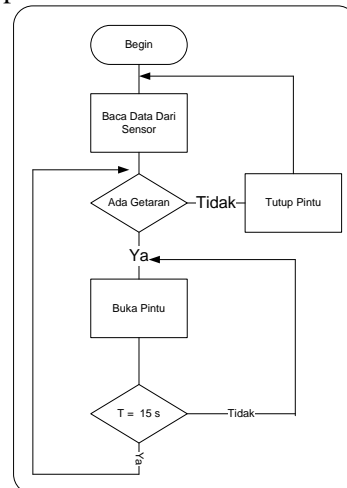 Begin
Baca Data Dari
Sensor
Ada Getaran
Tidak
Tutup Pintu
Ya
Buka Pintu
T = 15 s
Tidak
Ya